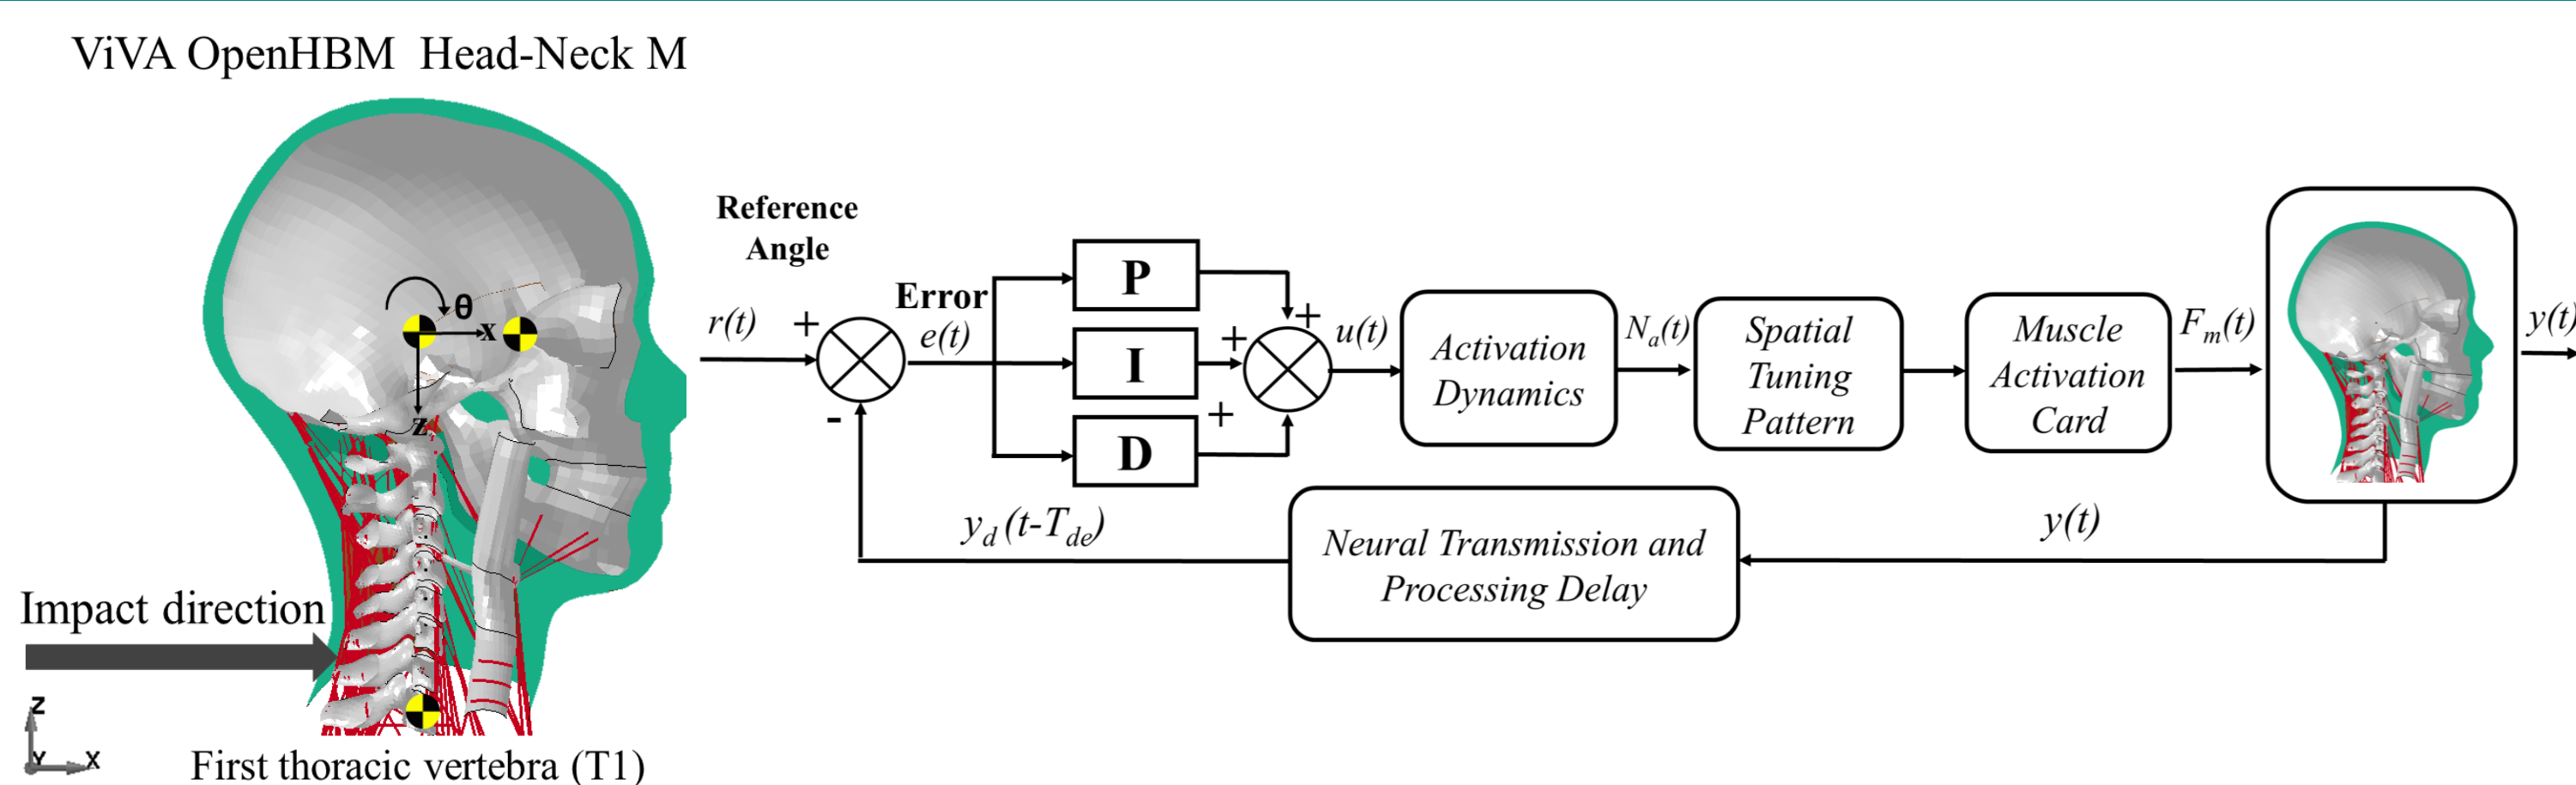 ViVA OpenHBM Head-Neck M
θ
x
z
Impact direction
Z
Y X
First thoracic vertebra (T1)
Reference
Angle
r(t)
+
-
Error
e(t)
P
I
D
+
+
+
u(t)
Activation
Dynamics
Na(t)
Spatial
Tuning
Pattern
Muscle
Activation
Card
Fm(t)
y(t)
y(t)
Neural Transmission and
Processing Delay
yd (t-Tde)